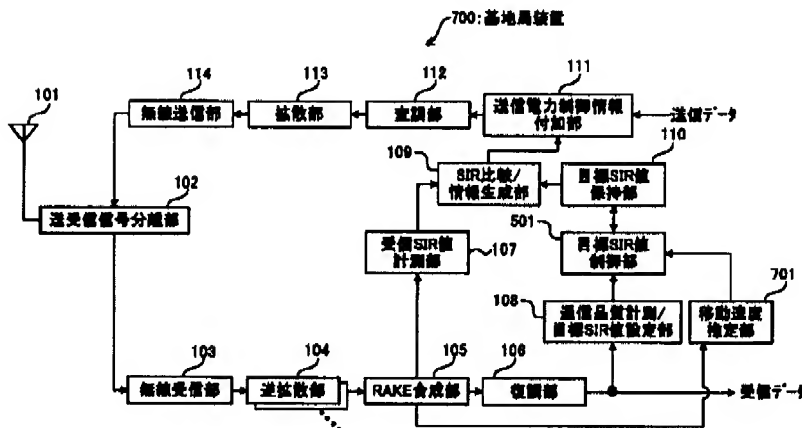 700:基地局装置
114
113
112
111
101
無線送信部
拡散部
変調部
送信電力制御情報
付加部
送信データ
109
110
SIR比較/
情報生成部
目標SIR値
保持部
102
送受信信号分離部
501
受信SIR値
計測部
107
目標SIR値
制御部
701
108
通信品質計測/
目標SIR値設定部
移動速度
推定部
103
104
105
106
無線受信部
逆拡散部
RAKE合成部
復調部
受信データ